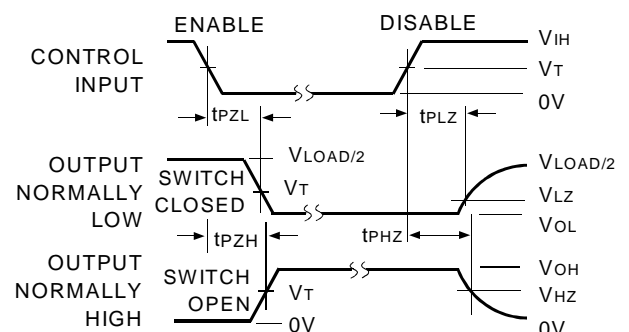 ENABLE
DISABLE
CONTROL
INPUT
VIH
VT
0V
tPZL
tPLZ
OUTPUT
NORMALLY
LOW
SWITCH
CLOSED
VLOAD/2
VT
VLOAD/2
VLZ
VOL
tPZH
tPHZ
OUTPUT
NORMALLY
HIGH
SWITCH
OPEN
VT
0V
VOH
VHZ
0V